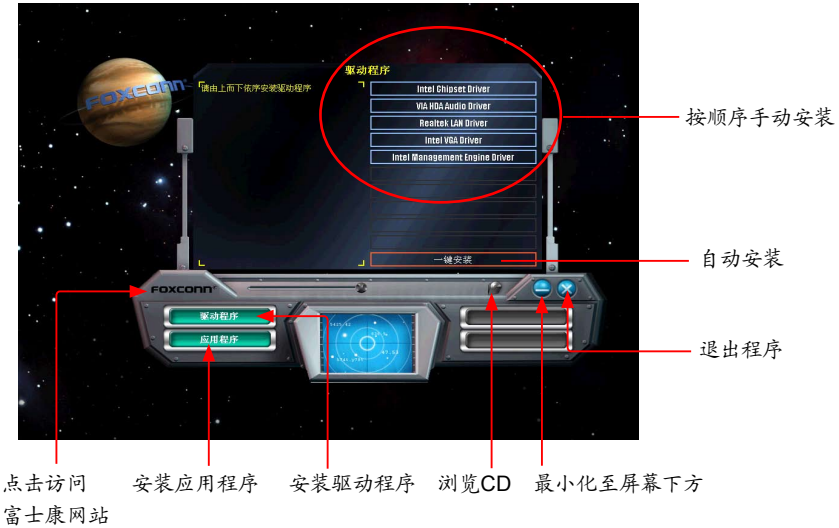 驱动程序
请由上而下依序安装驱动程序
Intel Chipset Driver
VIA HDA Audio Driver
Realtek LAN Driver
Intel VGA Driver
Intel Management Engine Driver
一键安装
FOXCONN
FOXCONN
驱动程序
应用程序
按顺序手动安装
自动安装
退出程序
点击访问
富士康网站
安装应用程序
安装驱动程序
浏览CD
最小化至屏幕下方